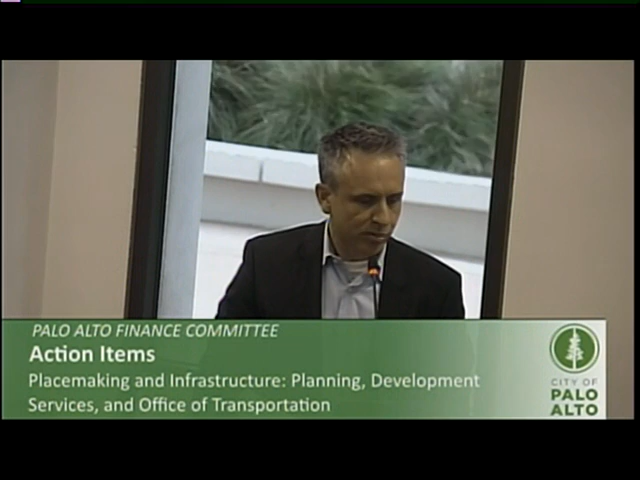 PALO ALTO FINANCE COMMITTEE
Action Items
Placemaking and Infrastructure: Planning, Development
Services, and Office of Transportation
CITY OF
PALO
ALTO